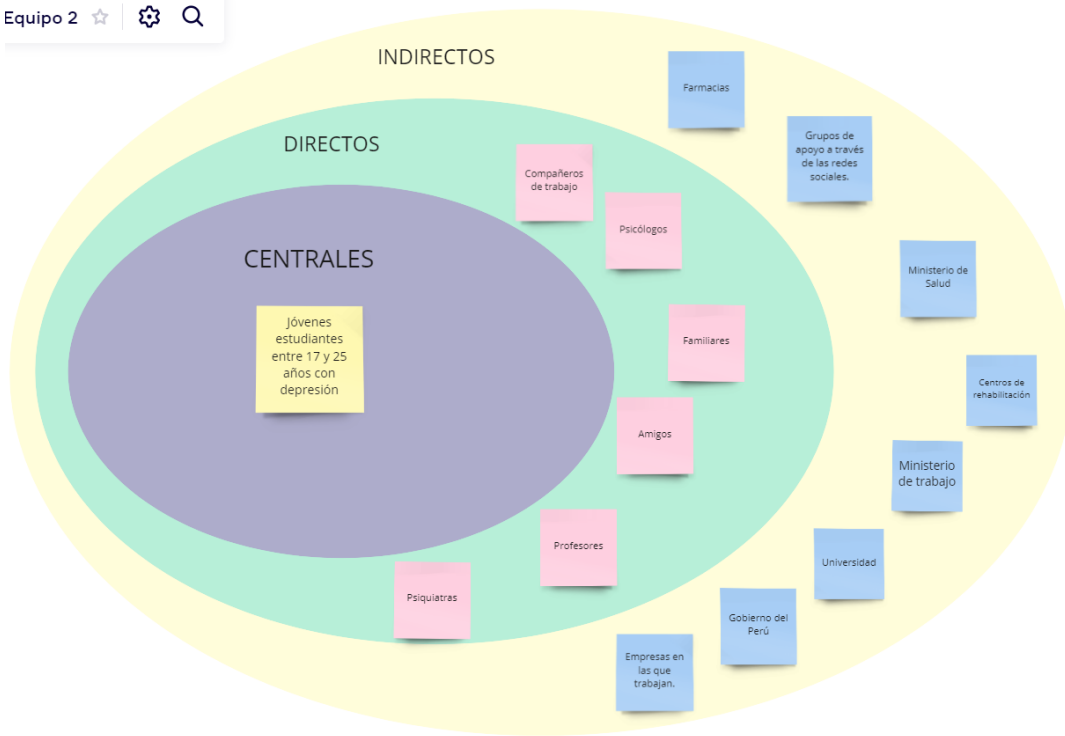 Equipo 2
INDIRECTOS
Farmacias
Grupos de
apoyo a través
de las redes
sociales.
DIRECTOS
Compañeros
de trabajo
Psicólogos
CENTRALES
Ministerio de
Salud
Jóvenes
estudiantes
entre 17 y 25
años con
depresión
Familiares
Centros de
rehabilitación
Amigos
Ministerio
de trabajo
Profesores
Universidad
Psiquiatras
Gobierno del
Perú
Empresas en
las que
trabajan.